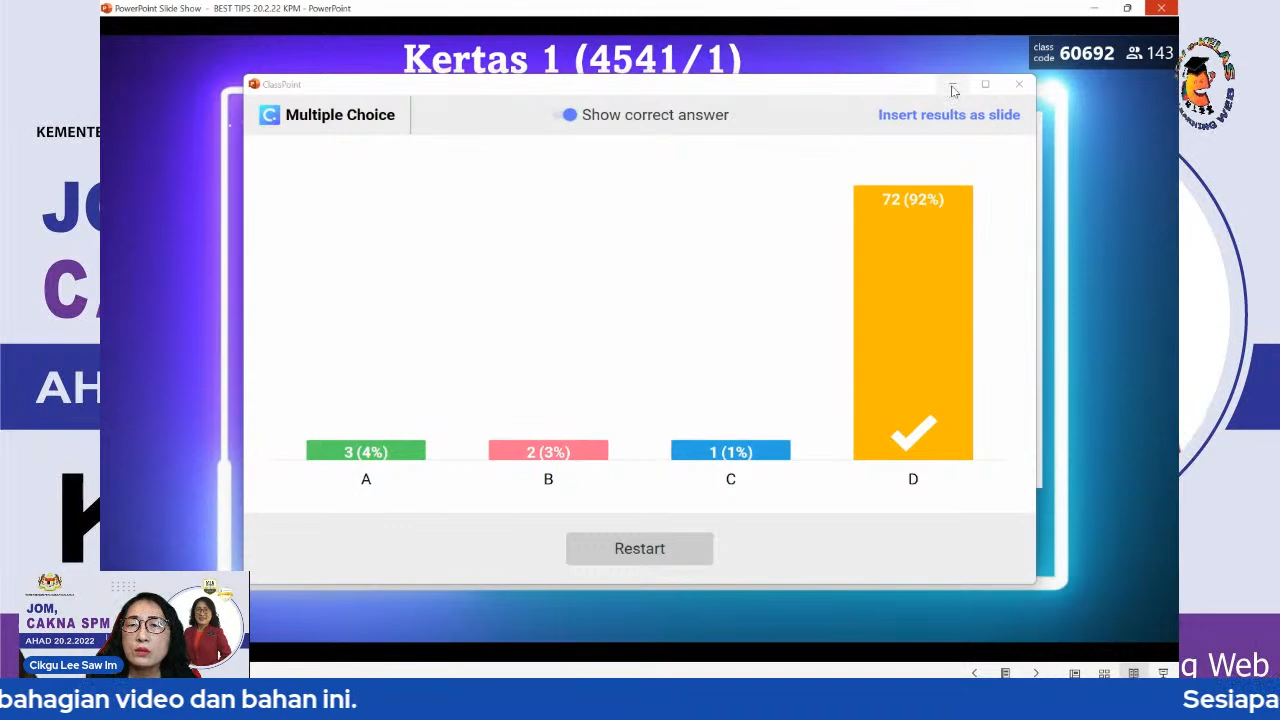 PowerPoint Slide Show - BEST TIPS 20.2.22 KPM - PowerPoint
Kertas 1 (4541/1)
class code 60692 143
ClassPoint
KEMENTE
C. Multiple Choice
Show correct answer
Insert results as slide
JO
C
AH
K
72 (92%)
3 (4%)
2 (3%)
1 (1%)
A
B
C
D
Restart
JOM,
CAKNA SPM
AHAD 20.2.2022
Cikgu Lee Saw Im
g Web
bahagian video dan bahan ini.
Sesiapa